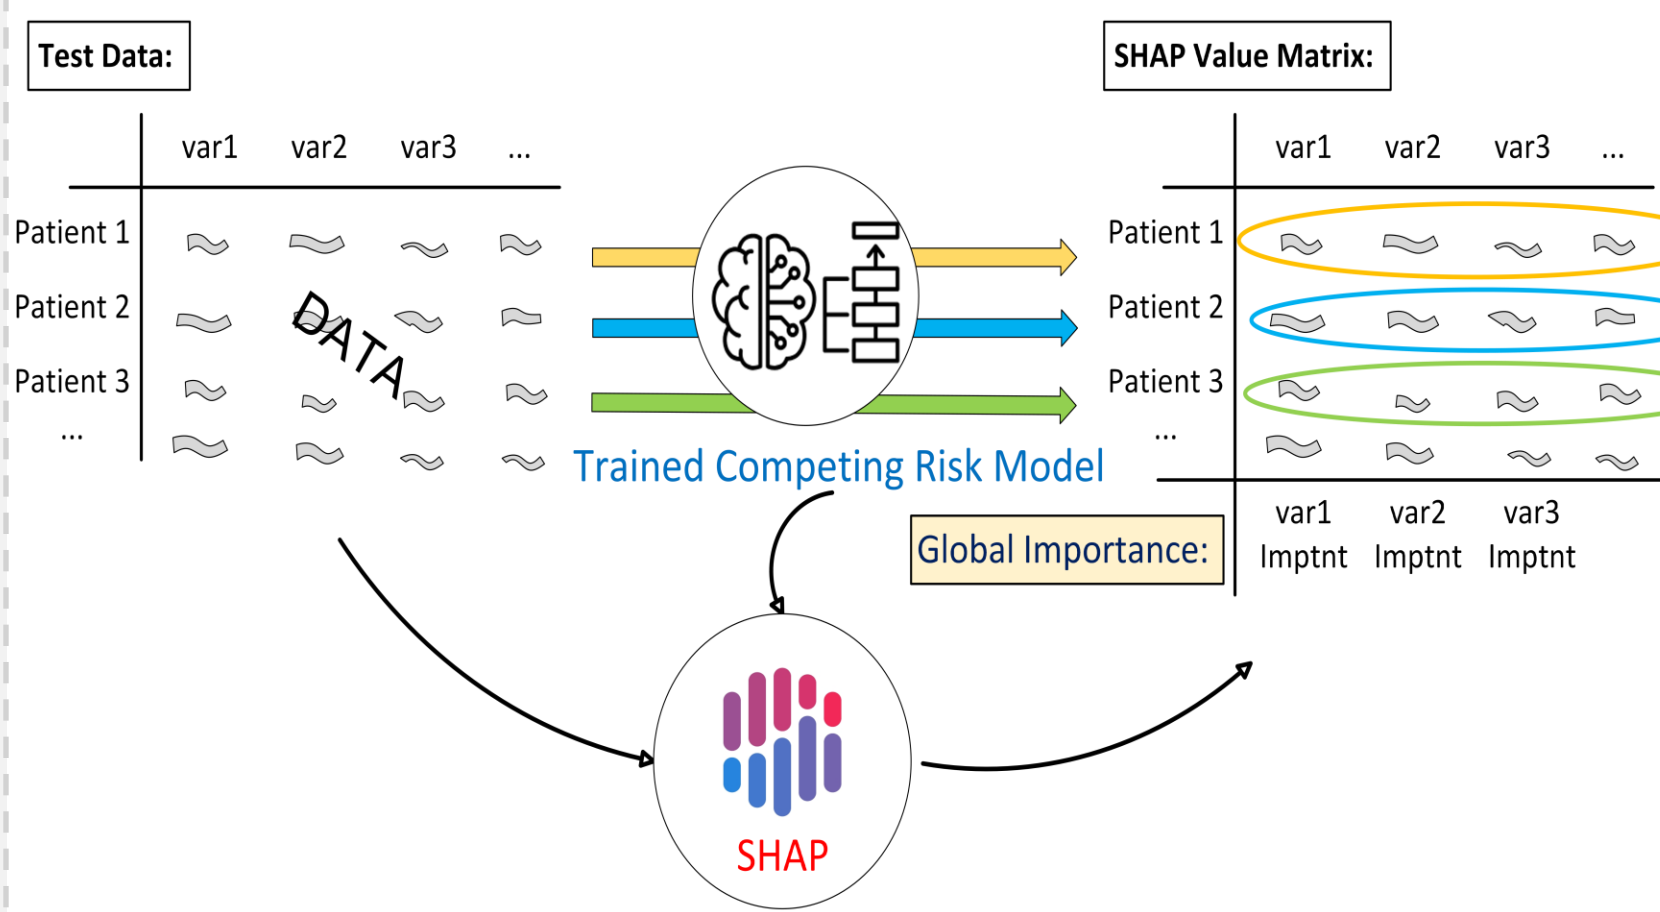 Test Data:
var1 var2 var3 ...
Patient 1
Patient 2
Patient 3
...
DATA
Trained Competing Risk Model
SHAP
SHAP Value Matrix:
var1 var2 var3 ...
Patient 1
Patient 2
Patient 3
...
Global Importance:
var1 var2 var3
Imptnt Imptnt Imptnt